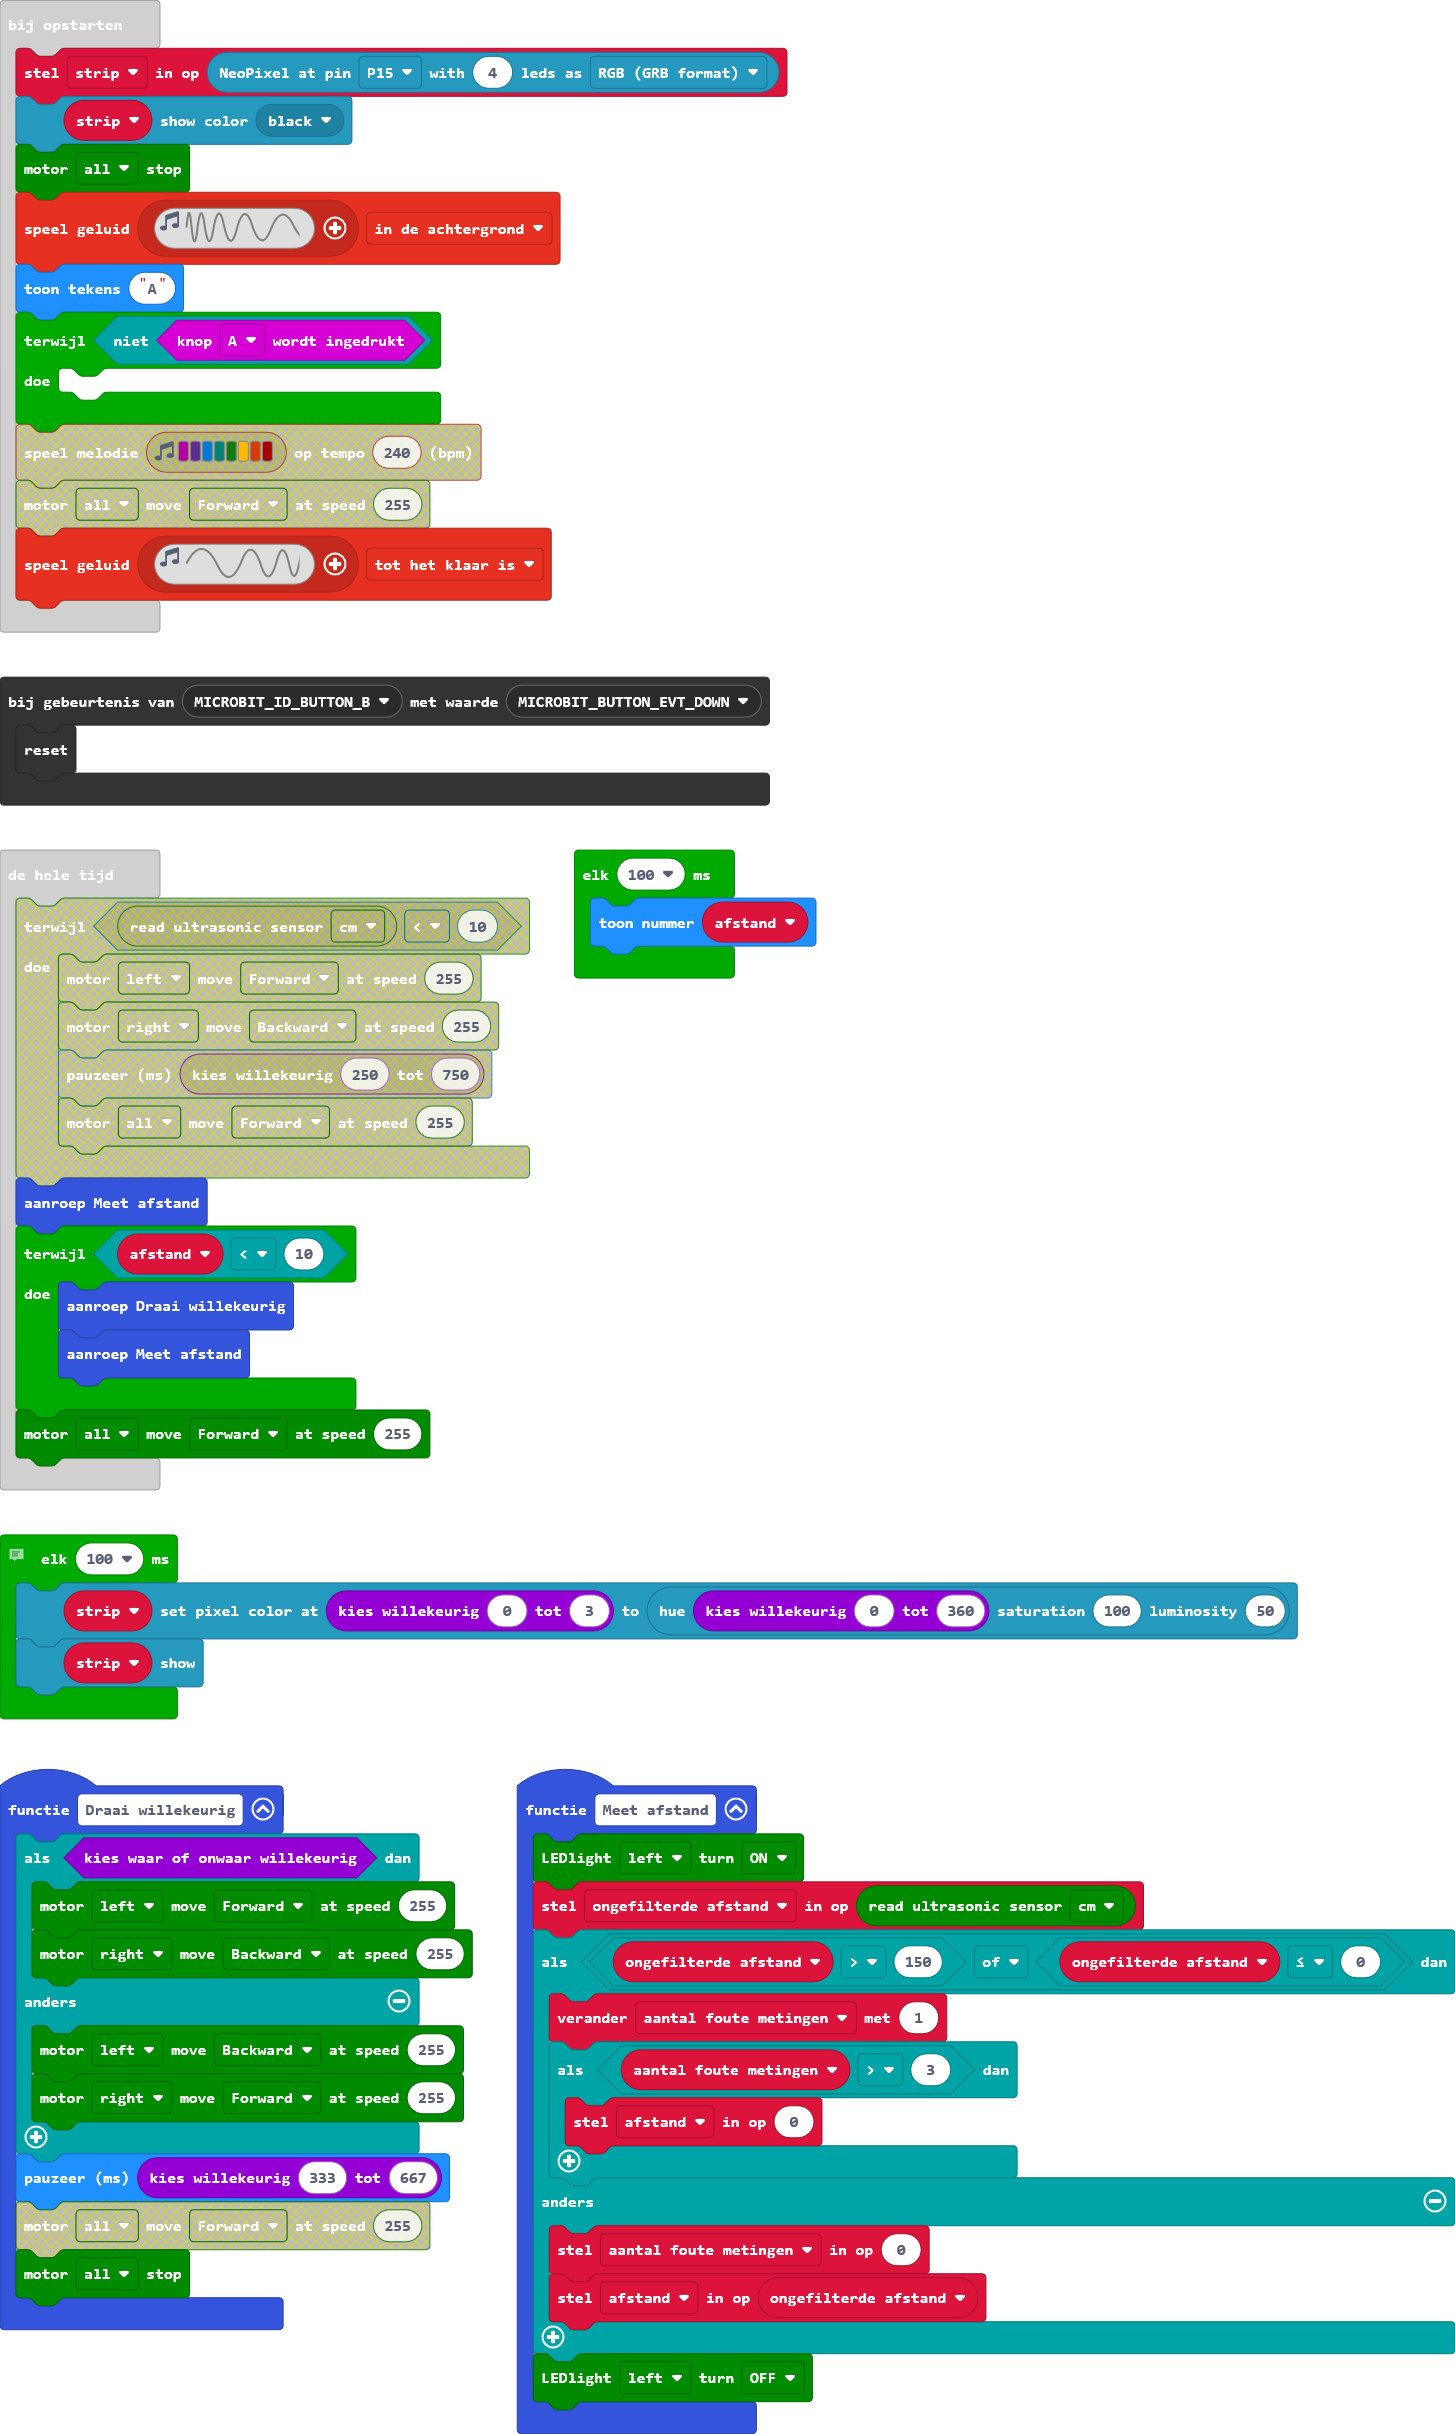 bij opstarten
stel strip in op NeoPixel at pin P15 with 4 leds as RGB (GRB format)
strip show color black
motor all stop
speel geluid in de achtergrond
toon tekens "A"
terwijl niet knop A wordt ingedrukt
doe
speel melodie op tempo 240 (bpm)
motor all move Forward at speed 255
speel geluid tot het klaar is
bij gebeurtenis van MICROBIT_ID_BUTTON_B met waarde MICROBIT_BUTTON_EVT_DOWN
reset
de hele tijd
terwijl read ultrasonic sensor cm < 10
doe
motor left move Forward at speed 255
motor right move Backward at speed 255
pauzeer (ms) kies willekeurig 250 tot 750
motor all move Forward at speed 255
aanroep Meet afstand
terwijl afstand < 10
doe
aanroep Draai willekeurig
aanroep Meet afstand
motor all move Forward at speed 255
elk 100 ms
toon nummer afstand
elk 100 ms
strip set pixel color at kies willekeurig 0 tot 3 to hue kies willekeurig 0 tot 360 saturation 100 luminosity 50
strip show
functie Draai willekeurig
als kies waar of onwaar willekeurig dan
motor left move Forward at speed 255
motor right move Backward at speed 255
anders
motor left move Backward at speed 255
motor right move Forward at speed 255
pauzeer (ms) kies willekeurig 333 tot 667
motor all move Forward at speed 255
motor all stop
functie Meet afstand
LEDlight left turn ON
stel ongefilterde afstand in op read ultrasonic sensor cm
als ongefilterde afstand > 150 of ongefilterde afstand ≤ 0 dan
verander aantal foute metingen met 1
als aantal foute metingen > 3 dan
stel afstand in op 0
anders
stel aantal foute metingen in op 0
stel afstand in op ongefilterde afstand
LEDlight left turn OFF